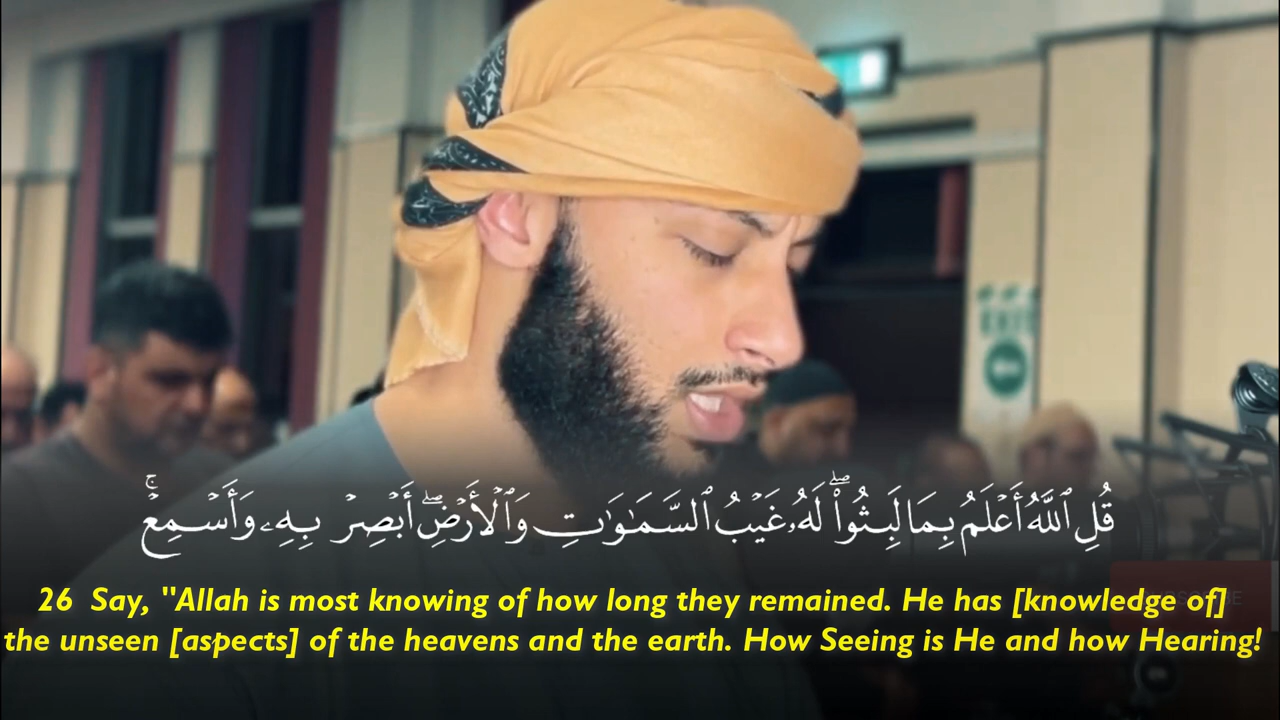 قُلِ ٱللَّهُ أَعْلَمُ بِمَا لَبِثُوا۟ ۖ لَهُۥ غَيْبُ ٱلسَّمَـٰوَٰتِ وَٱلْأَرْضِ ۖ أَبْصِرْ بِهِۦ وَأَسْمِعْ ۚ
26 Say, "Allah is most knowing of how long they remained. He has [knowledge of]
the unseen [aspects] of the heavens and the earth. How Seeing is He and how Hearing!